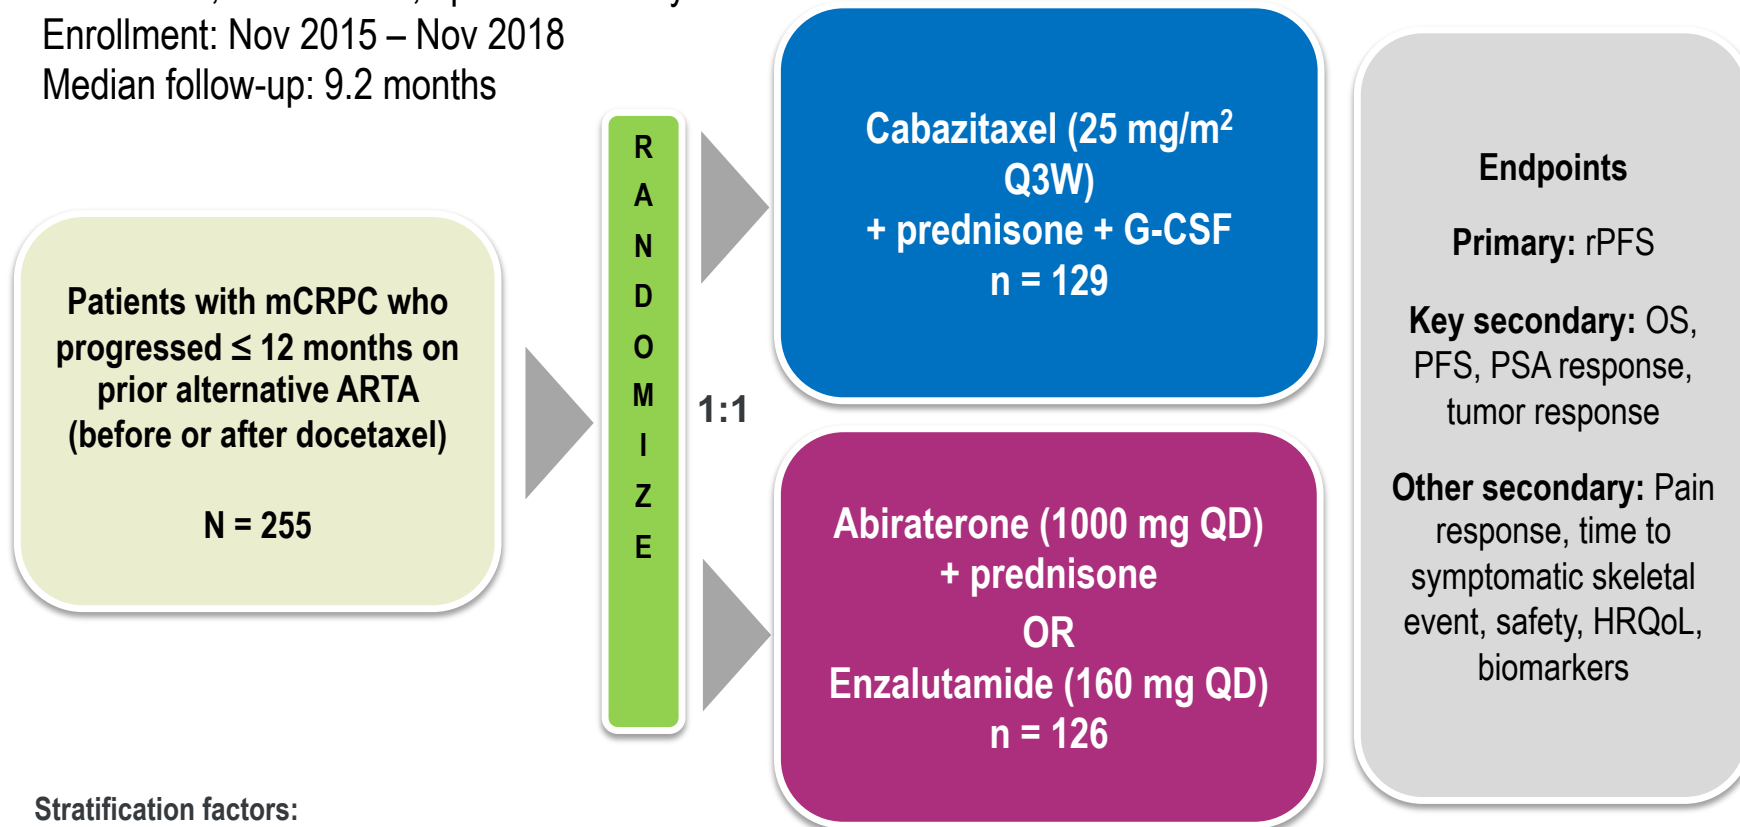 Enrollment: Nov 2015 – Nov 2018
Median follow-up: 9.2 months
Patients with mCRPC who
progressed ≤ 12 months on
prior alternative ARTA
(before or after docetaxel)
N = 255
R
A
N
D
O
M
I
Z
E
1:1
Cabazitaxel (25 mg/m²
Q3W)
+ prednisone + G-CSF
n = 129
Abiraterone (1000 mg QD)
+ prednisone
OR
Enzalutamide (160 mg QD)
n = 126
Endpoints
Primary: rPFS
Key secondary: OS,
PFS, PSA response,
tumor response
Other secondary: Pain
response, time to
symptomatic skeletal
event, safety, HRQoL,
biomarkers
Stratification factors: